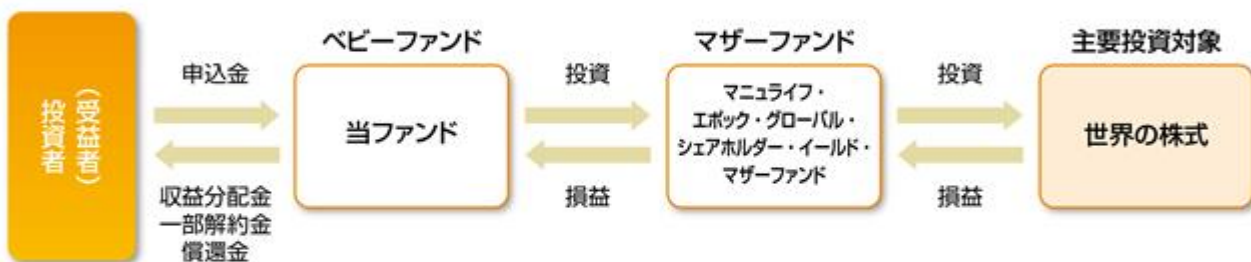 投資者
（受益者）
申込金
収益分配金
一部解約金
償還金
ベビーファンド
当ファンド
投資
損益
マザーファンド
マニュライフ・
エポック・グローバル・
シェアホルダー・イールド・
マザーファンド
投資
損益
主要投資対象
世界の株式